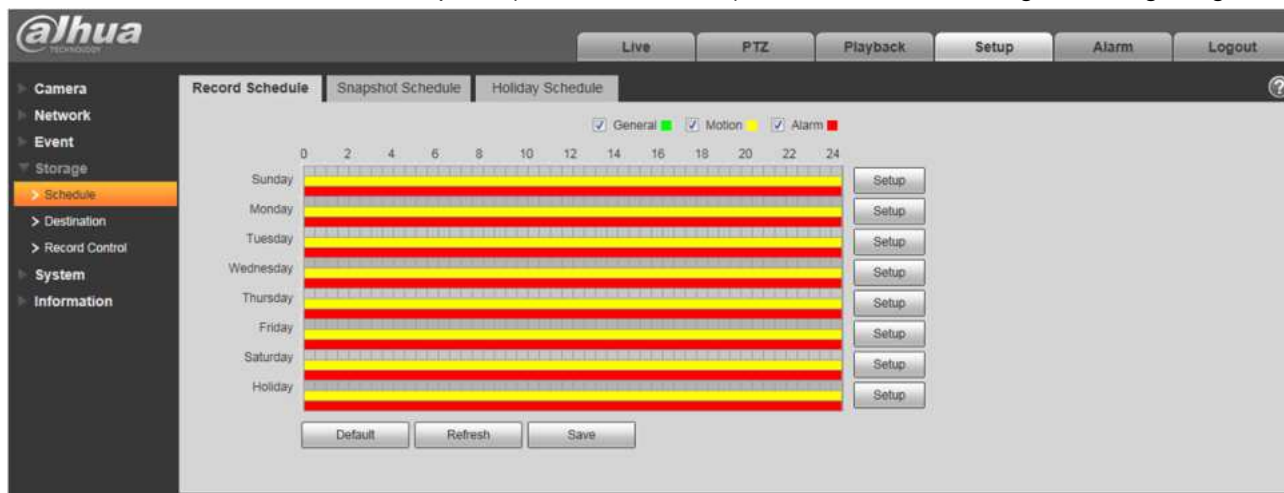 alhua
TECHNOLOGY
Live PTZ Playback Setup Alarm Logout
Camera
Network
Event
Storage
> Schedule
> Destination
> Record Control
System
Information
Record Schedule Snapshot Schedule Holiday Schedule
?
General Motion Alarm
0 2 4 6 8 10 12 14 16 18 20 22 24
Sunday Setup
Monday Setup
Tuesday Setup
Wednesday Setup
Thursday Setup
Friday Setup
Saturday Setup
Holiday Setup
Default Refresh Save